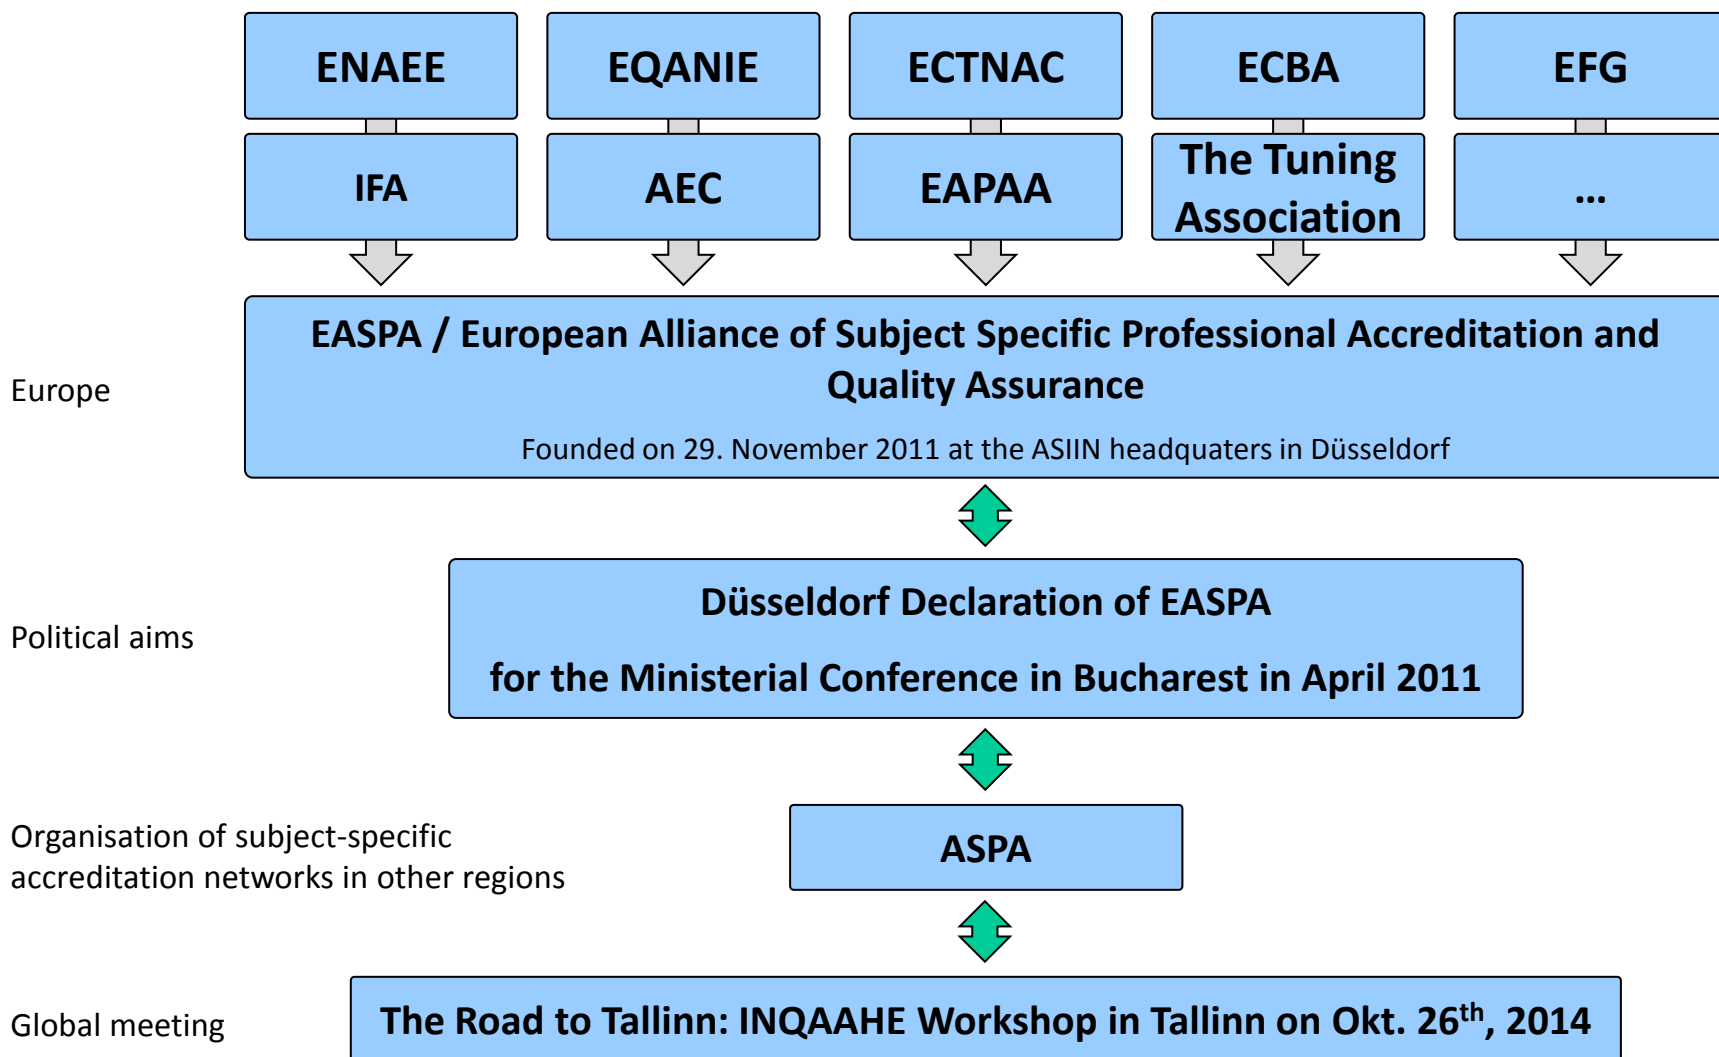 ENAEE
EQANIE
ECTNAC
ECBA
EFG
IFA
AEC
EAPAA
The Tuning
Association
...
EASPA / European Alliance of Subject Specific Professional Accreditation and
Quality Assurance
Founded on 29. November 2011 at the ASIIN headquaters in Düsseldorf
Europe
Düsseldorf Declaration of EASPA
for the Ministerial Conference in Bucharest in April 2011
Political aims
ASPA
Organisation of subject-specific
accreditation networks in other regions
The Road to Tallinn: INQAAHE Workshop in Tallinn on Okt. 26th, 2014
Global meeting